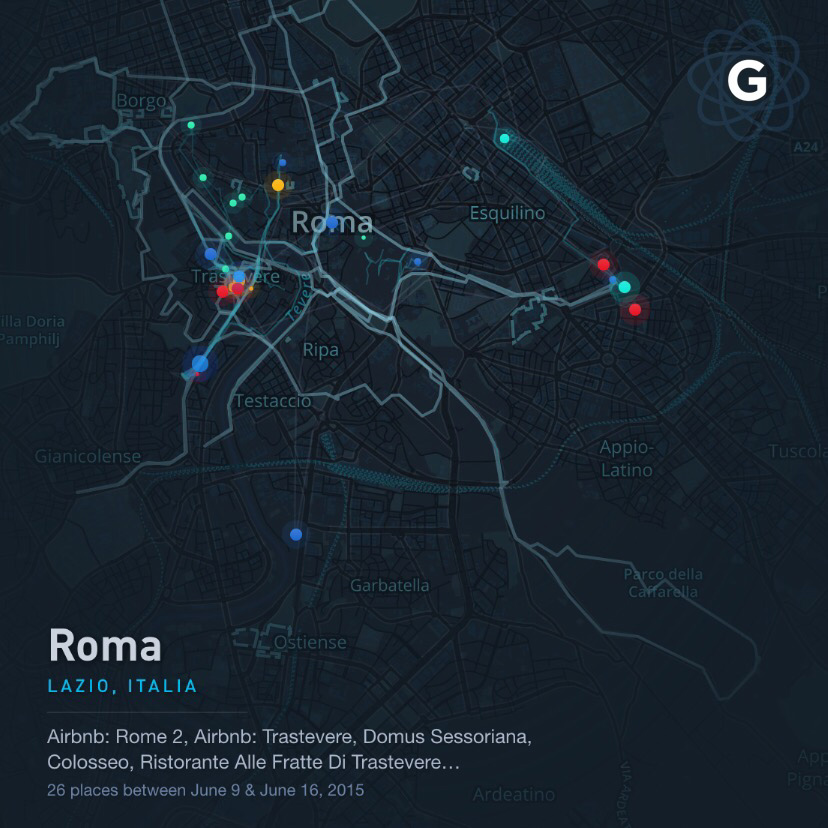 G
A24
Borgo
Esquilino
Roma
Trastevere
Tevere
illa Doria
Pamphilj
Ripa
Testaccio
Gianicolense
Appio-
Latino
Tuscola
Parco della
Caffarella
Garbatella
Ostiense
Roma
LAZIO, ITALIA
Airbnb: Rome 2, Airbnb: Trastevere, Domus Sessoriana,
Colosseo, Ristorante Alle Fratte Di Trastevere…
26 places between June 9 & June 16, 2015
Ardeatino
App
Pigna